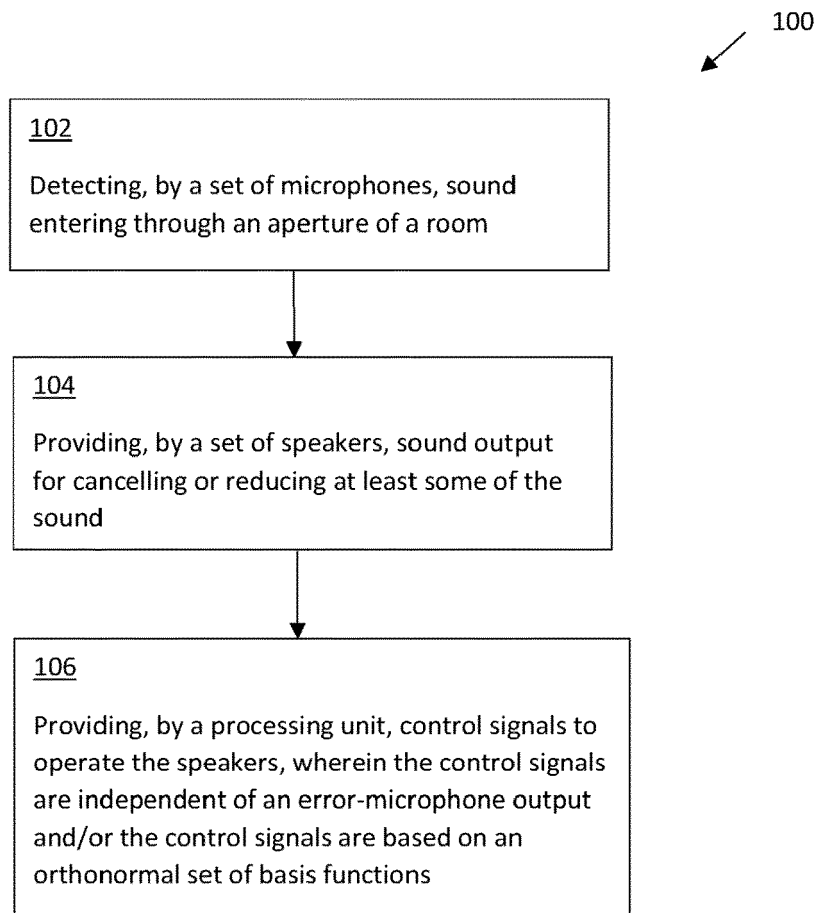 100
102
Detecting, by a set of microphones, sound
entering through an aperture of a room
104
Providing, by a set of speakers, sound output
for cancelling or reducing at least some of the
sound
106
Providing, by a processing unit, control signals to
operate the speakers, wherein the control signals
are independent of an error-microphone output
and/or the control signals are based on an
orthonormal set of basis functions